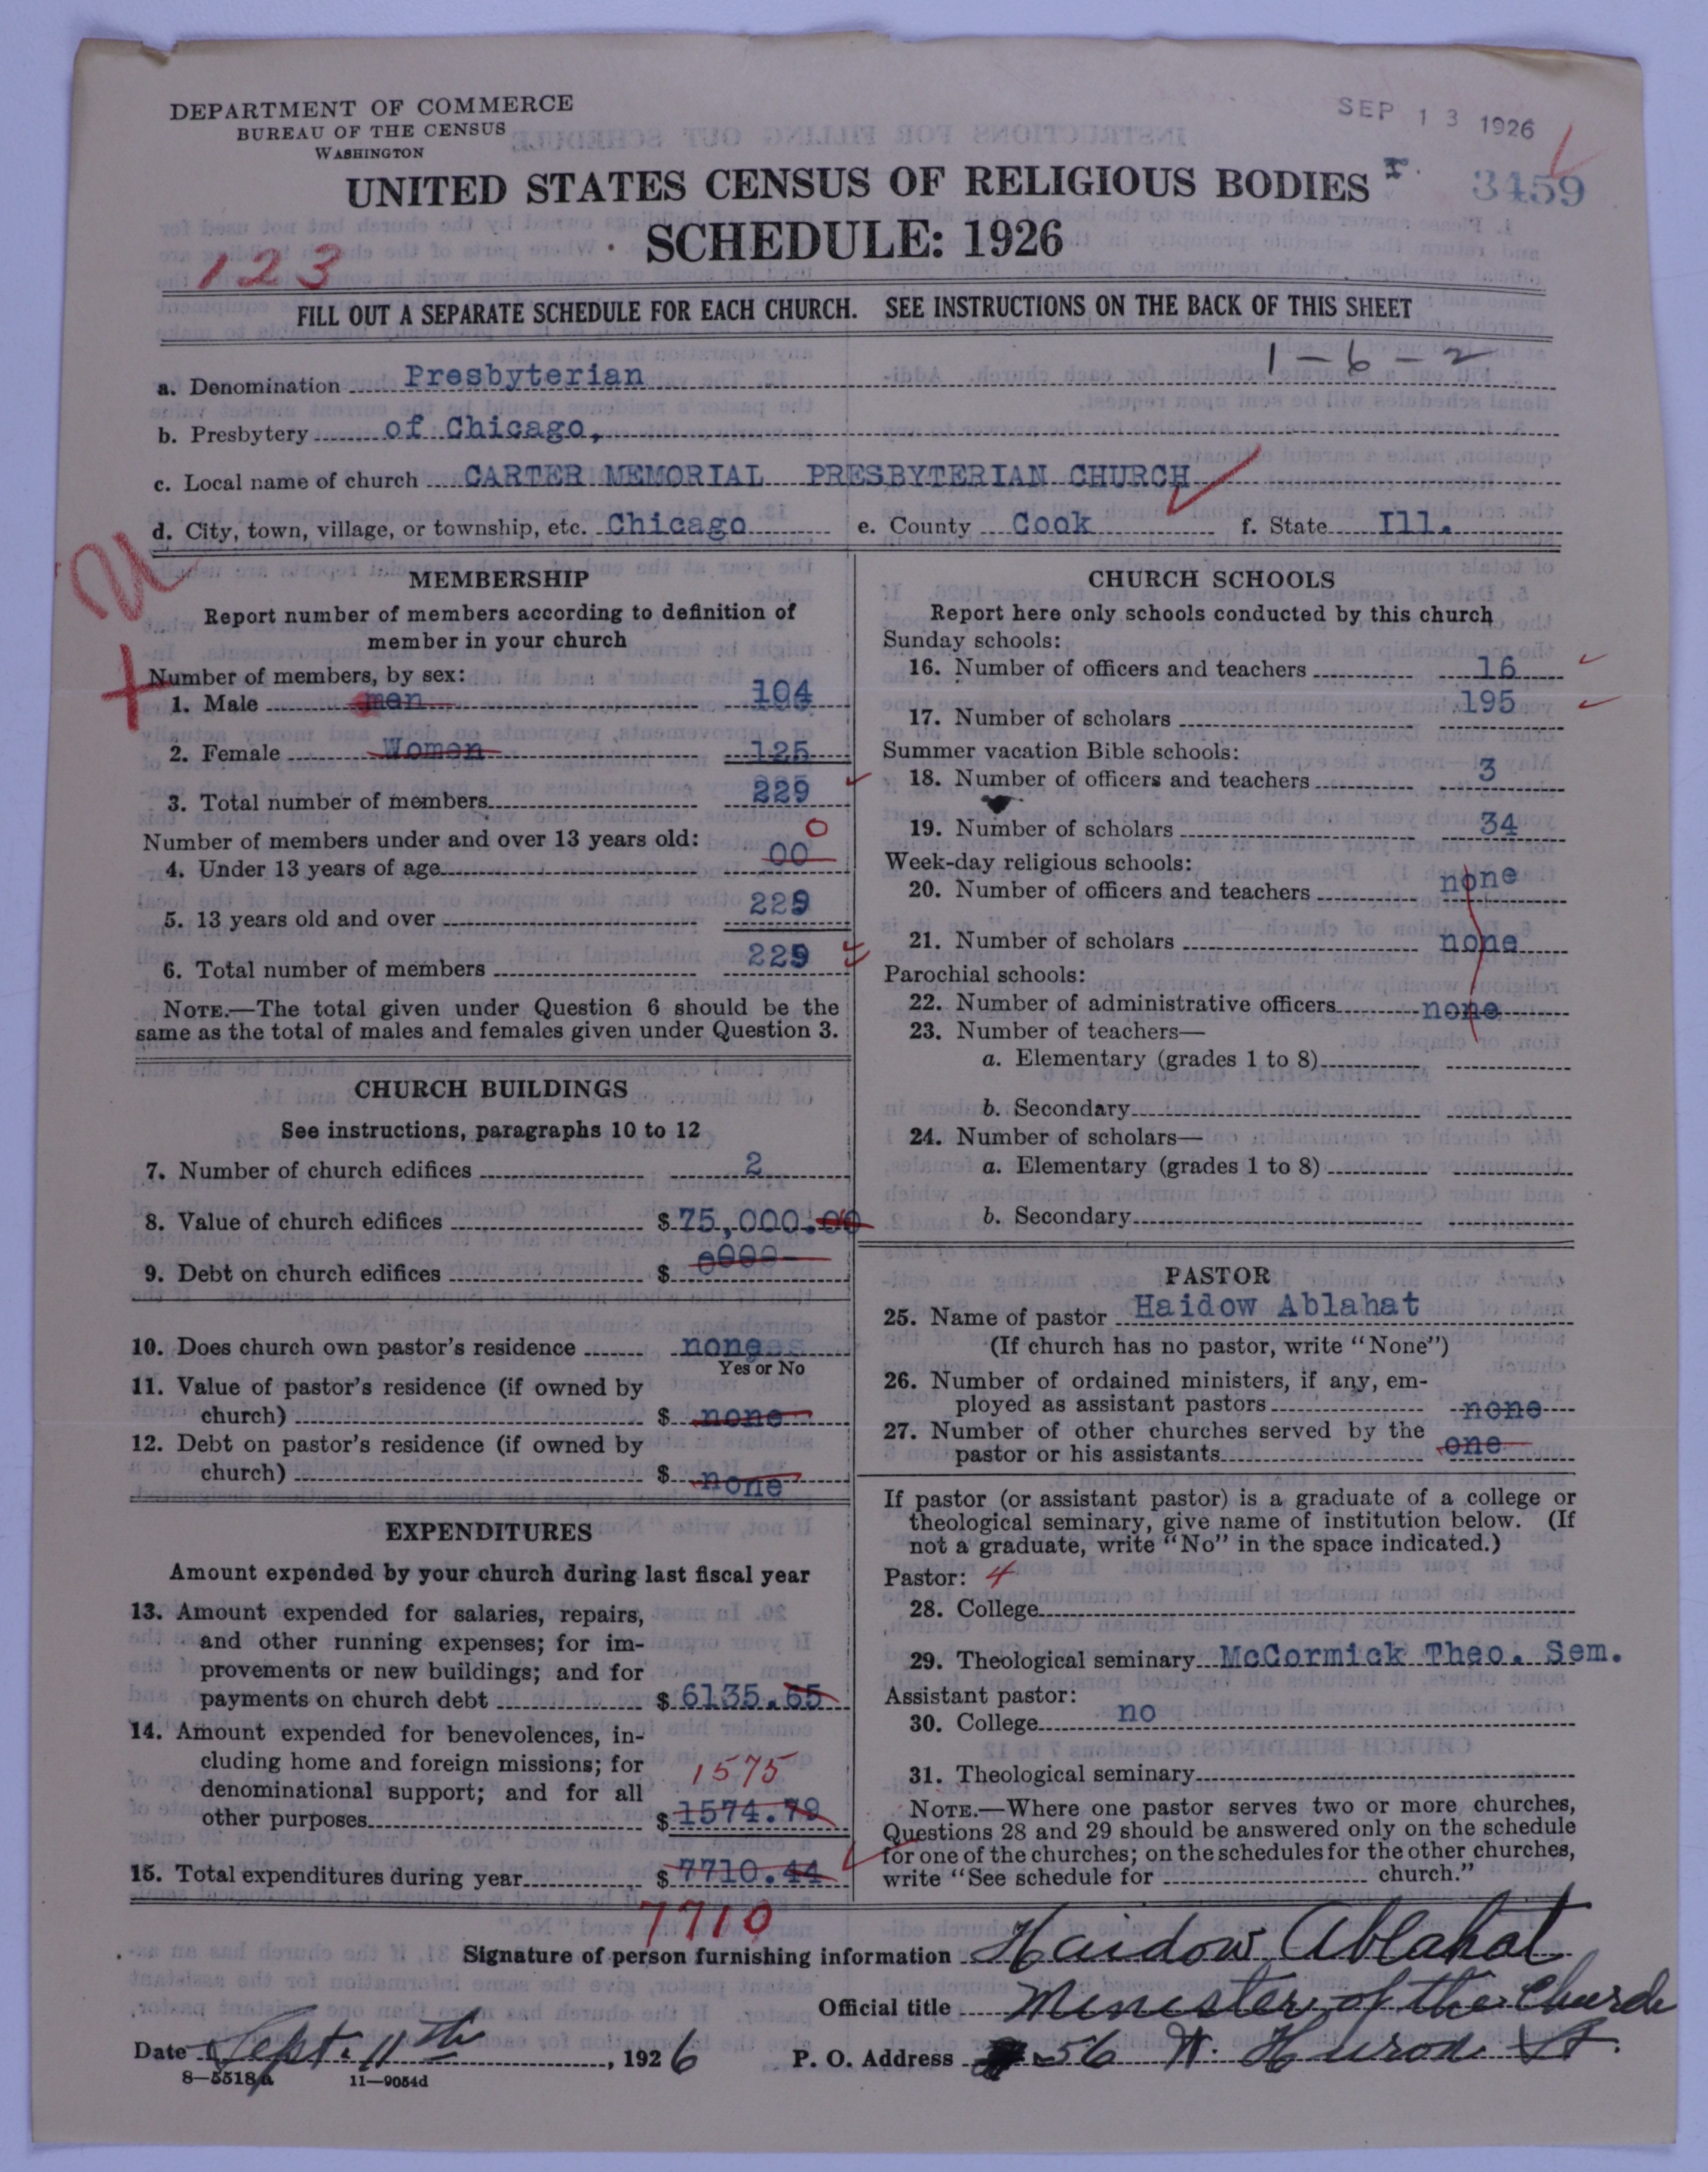 DEPARTMENT OF COMMERCE
BUREAU OF THE CENSUS
WASHINGTON
SEP 13 1926
UNITED STATES CENSUS OF RELIGIOUS BODIES
3459
SCHEDULE: 1926
123
FILL OUT A SEPARATE SCHEDULE FOR EACH CHURCH. SEE INSTRUCTIONS ON THE BACK OF THIS SHEET
1-6-2
a. Denomination Presbyterian
b. Presbytery of Chicago,
c. Local name of church CARTER MEMORIAL PRESBYTERIAN CHURCH
d. City, town, village, or township, etc. Chicago e. County Cook f. State Ill.
MEMBERSHIP
Report number of members according to definition of
member in your church
Number of members, by sex:
1. Male men 104
2. Female Women 125
3. Total number of members 229
Number of members under and over 13 years old: 0
4. Under 13 years of age 00
5. 13 years old and over 229
6. Total number of members 229
NOTE.—The total given under Question 6 should be the
same as the total of males and females given under Question 3.
CHURCH BUILDINGS
See instructions, paragraphs 10 to 12
7. Number of church edifices 2
8. Value of church edifices $ 75,000.00
9. Debt on church edifices $ 0000
10. Does church own pastor's residence none
Yes or No
11. Value of pastor's residence (if owned by
church) $ none
12. Debt on pastor's residence (if owned by
church) $ none
EXPENDITURES
Amount expended by your church during last fiscal year
13. Amount expended for salaries, repairs,
and other running expenses; for im-
provements or new buildings; and for
payments on church debt $ 6135.65
14. Amount expended for benevolences, in-
cluding home and foreign missions; for
denominational support; and for all
1575
other purposes $ 1574.79
15. Total expenditures during year $ 7710.44
7710
CHURCH SCHOOLS
Report here only schools conducted by this church
Sunday schools:
16. Number of officers and teachers 16
17. Number of scholars 195
Summer vacation Bible schools:
18. Number of officers and teachers 3
19. Number of scholars 34
Week-day religious schools:
20. Number of officers and teachers none
21. Number of scholars none
Parochial schools:
22. Number of administrative officers none
23. Number of teachers—
a. Elementary (grades 1 to 8)
b. Secondary
24. Number of scholars—
a. Elementary (grades 1 to 8)
b. Secondary
PASTOR
25. Name of pastor Haidow Ablahat
(If church has no pastor, write "None")
26. Number of ordained ministers, if any, em-
ployed as assistant pastors none
27. Number of other churches served by the
pastor or his assistants one
If pastor (or assistant pastor) is a graduate of a college or
theological seminary, give name of institution below. (If
not a graduate, write "No" in the space indicated.)
Pastor: 4
28. College
29. Theological seminary McCormick Theo. Sem.
Assistant pastor:
30. College no
31. Theological seminary
NOTE.—Where one pastor serves two or more churches,
Questions 28 and 29 should be answered only on the schedule
for one of the churches; on the schedules for the other churches,
write "See schedule for church."
Signature of person furnishing information Haidow Ablahat
Official title Minister of the Church
Date Sept. 11th, 1926 P. O. Address 56 W. Huron St.
8—5518a 11—9054d